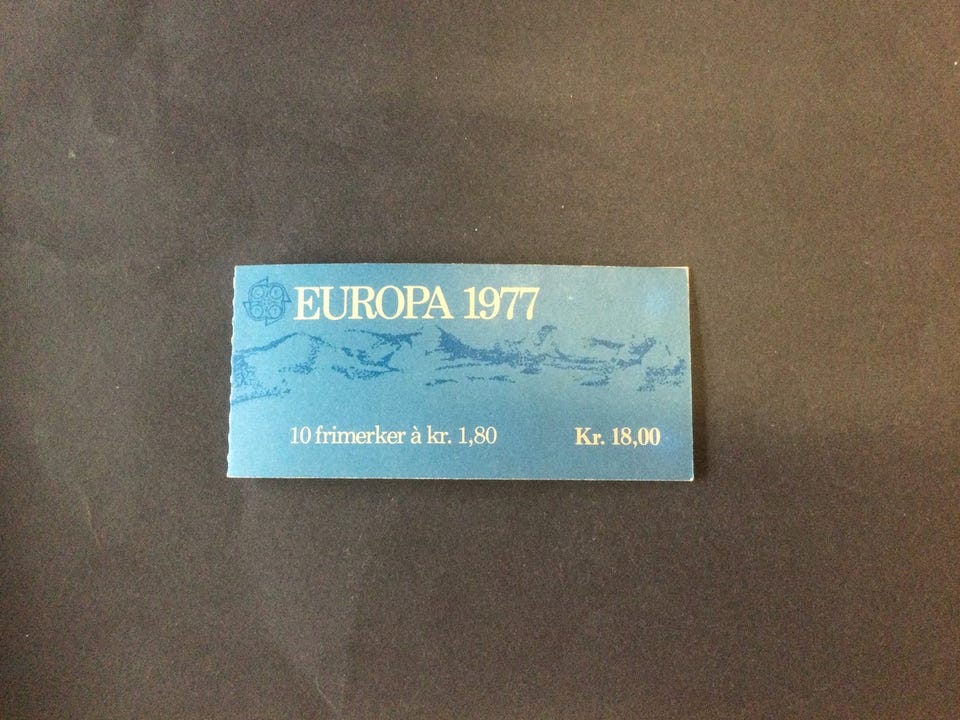 EUROPA 1977
10 frimerker à kr. 1,80
Kr. 18,00